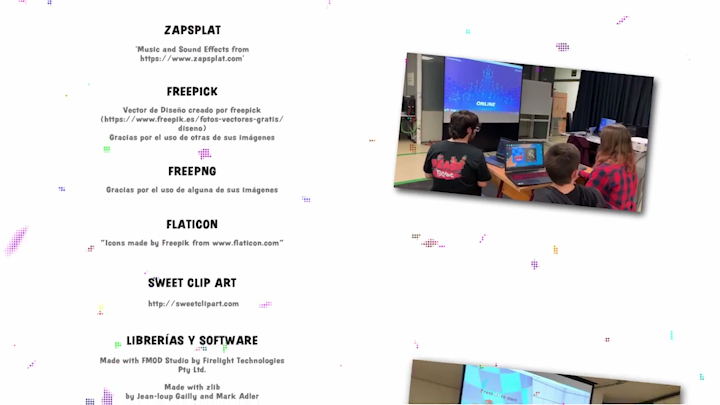 ZAPSPLAT
'Music and Sound Effects from
https://www.zapsplat.com'
FREEPICK
Vector de Diseño creado por freepick
(https://www.freepik.es/fotos-vectores-gratis/
diseno)
Gracias por el uso de otras de sus imágenes
FREEPNG
Gracias por el uso de alguna de sus imágenes
FLATICON
"Icons made by Freepik from www.flaticon.com"
SWEET CLIP ART
http://sweetclipart.com
LIBRERÍAS Y SOFTWARE
Made with FMOD Studio by Firelight Technologies
Pty Ltd.
Made with zlib
by Jean-loup Gailly and Mark Adler
ONLINE